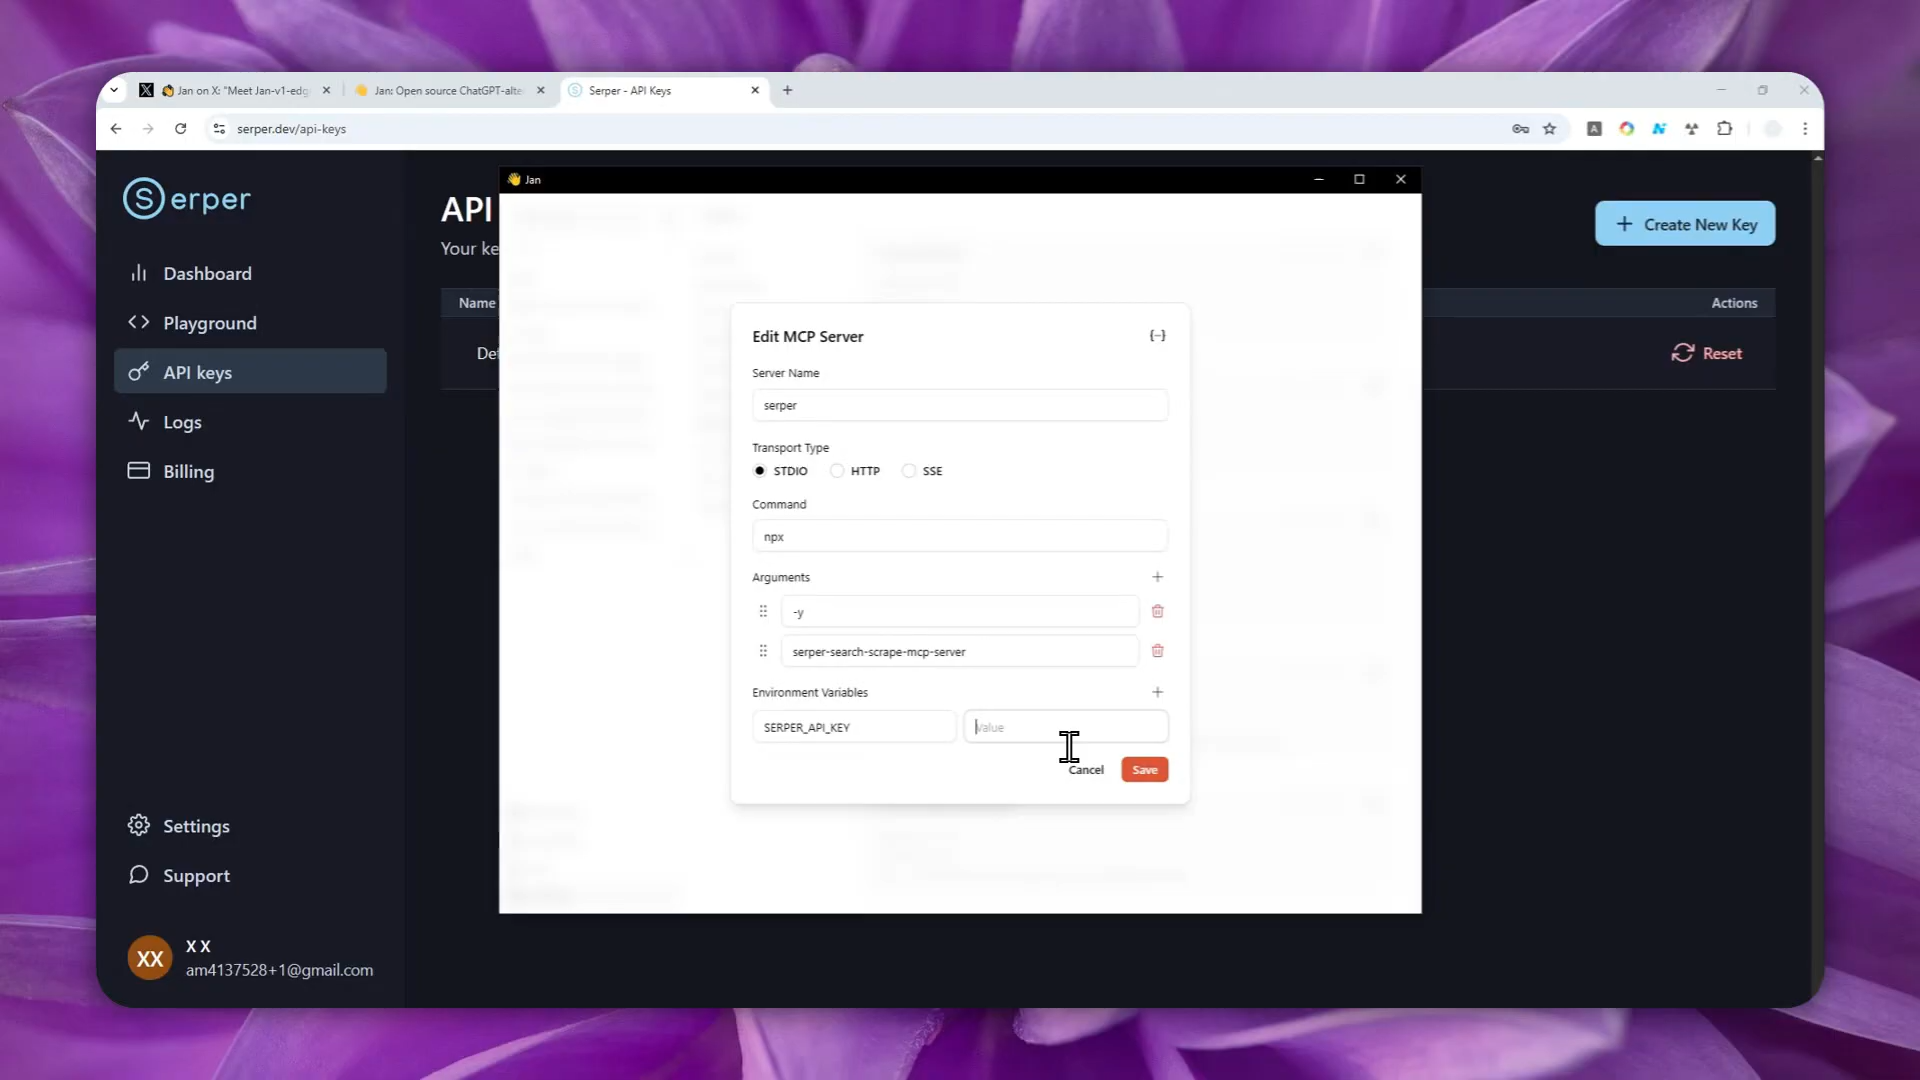 Jan on X: "Meet Jan-v1-edg
Jan: Open source ChatGPT-alte
Serper - API Keys
serper.dev/api-keys
Serper
Dashboard
Playground
API keys
Logs
Billing
Settings
Support
XX
X X
am4137528+1@gmail.com
API
Your ke
Create New Key
Name
Actions
Def
Reset
Jan
Edit MCP Server
Server Name
serper
Transport Type
STDIO
HTTP
SSE
Command
npx
Arguments
-y
serper-search-scrape-mcp-server
Environment Variables
SERPER_API_KEY
Value
Cancel
Save